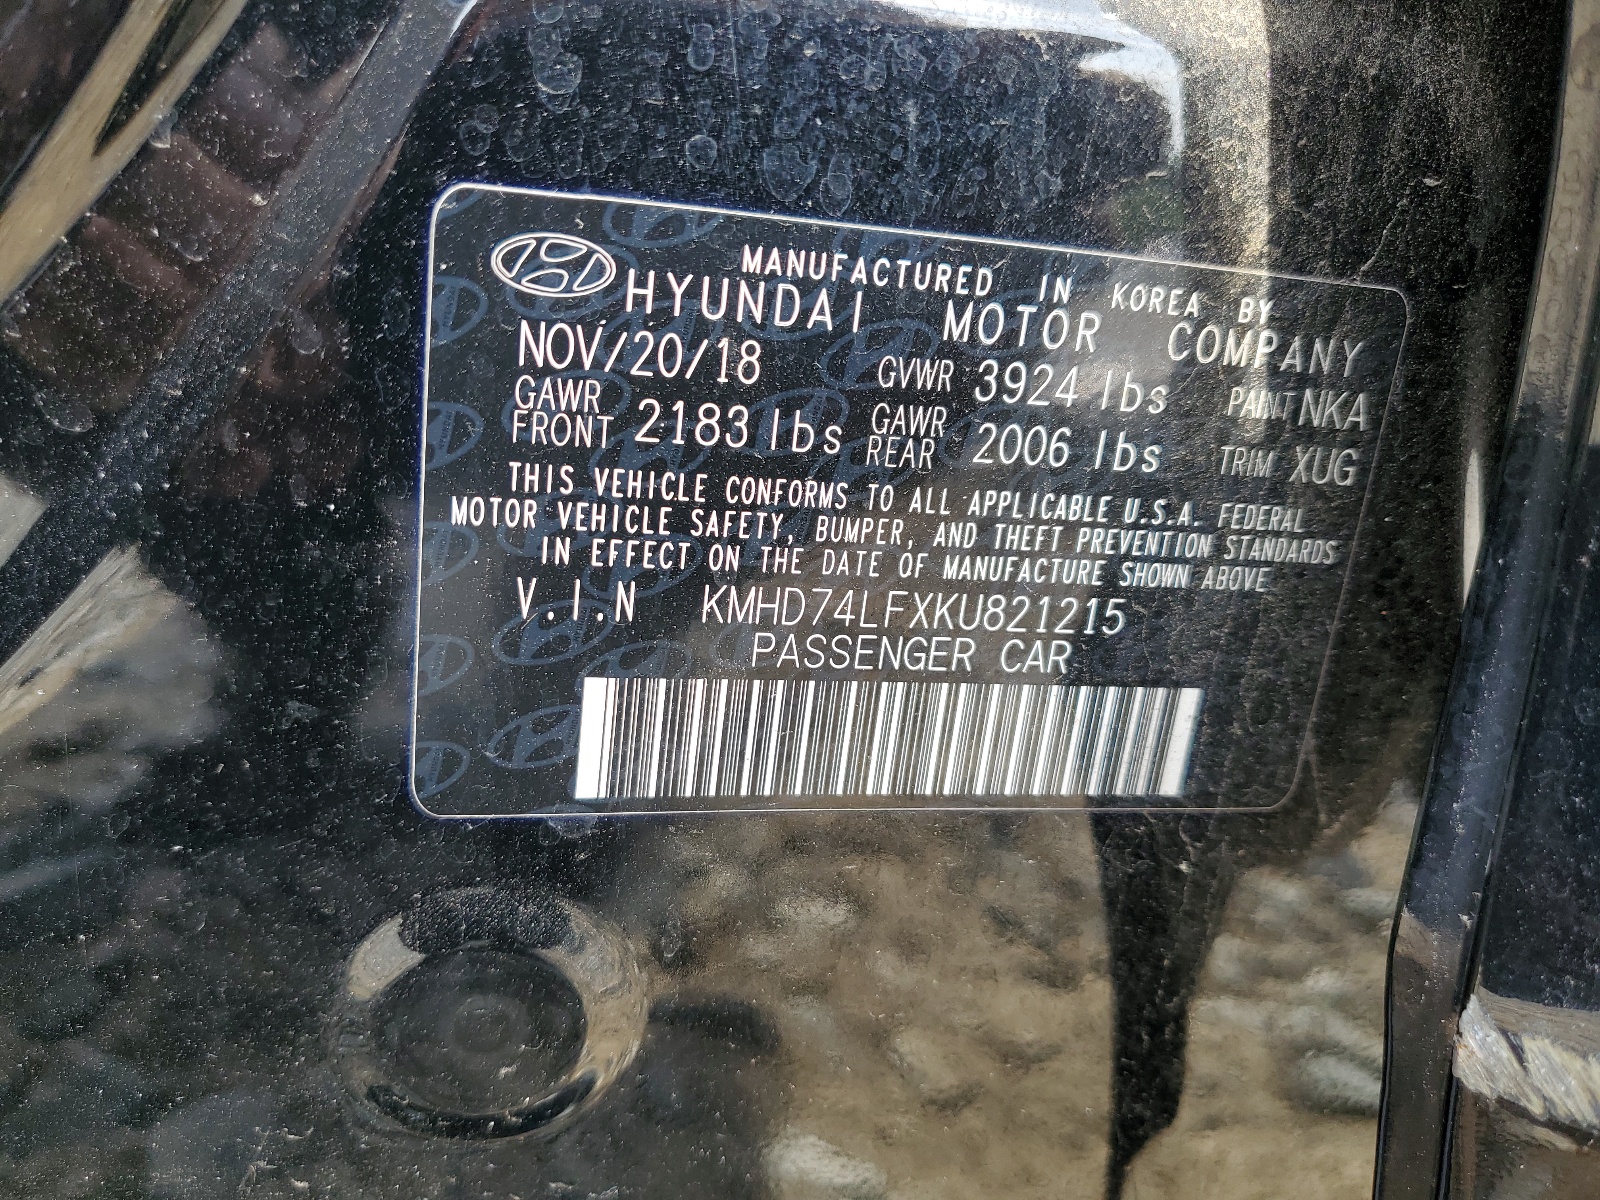 MANUFACTURED IN KOREA BY
HYUNDAI MOTOR COMPANY
NOV/20/18 GVWR 3924 lbs PAINT NKA
GAWR FRONT 2183 lbs GAWR REAR 2006 lbs TRIM XUG
THIS VEHICLE CONFORMS TO ALL APPLICABLE U.S.A. FEDERAL
MOTOR VEHICLE SAFETY, BUMPER, AND THEFT PREVENTION STANDARDS
IN EFFECT ON THE DATE OF MANUFACTURE SHOWN ABOVE
V.I.N KMHD74LFXKU821215
PASSENGER CAR